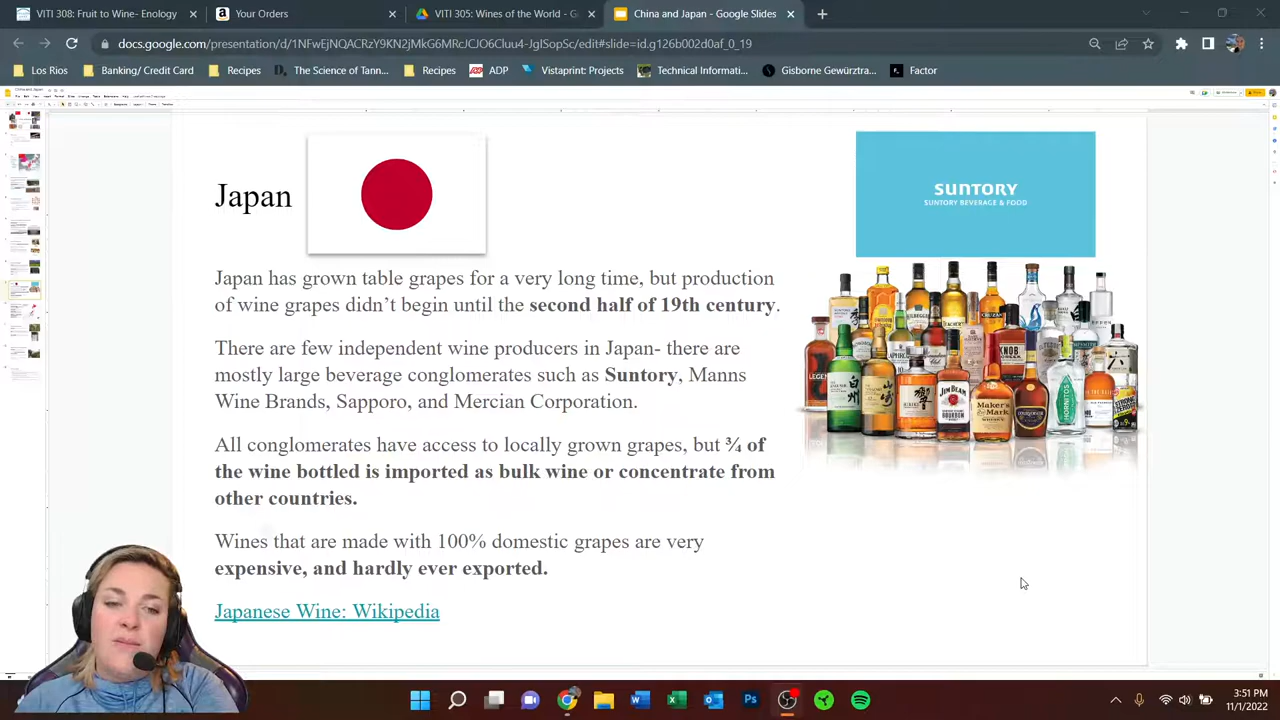 VITI 308: Fruit to Wine- Enology
Your Orders
VITI 305: Wines of the World - G
China and Japan - Google Slides
docs.google.com/presentation/d/1NFwEjNQACRzY9KN2jMkG6MRcJCJO6Cluu4-JgISopSc/edit#slide=id.g126b002d0af_0_19
Los Rios
Banking/ Credit Card
Recipes
The Science of Tann...
Recipes
ADP
Vistaprint: Projects
Technical Informati...
Gisborne Gewürztra...
Factor
Japan
SUNTORY
SUNTORY BEVERAGE & FOOD
Japan has grown table grapes for a very long time, but production
of wine grapes didn't begin until the second half of 19th century.
There are few independent wine producers in Japan- there are
mostly large beverage conglomerates such as Suntory, Manns
Wine Brands, Sapporo and Mercian Corporation.
All conglomerates have access to locally grown grapes, but ¾ of
the wine bottled is imported as bulk wine or concentrate from
other countries.
Wines that are made with 100% domestic grapes are very
expensive, and hardly ever exported.
Japanese Wine: Wikipedia
JIM BEAM
Maker's
Mark
KNOB
HORNITOS
3:51 PM
11/1/2022